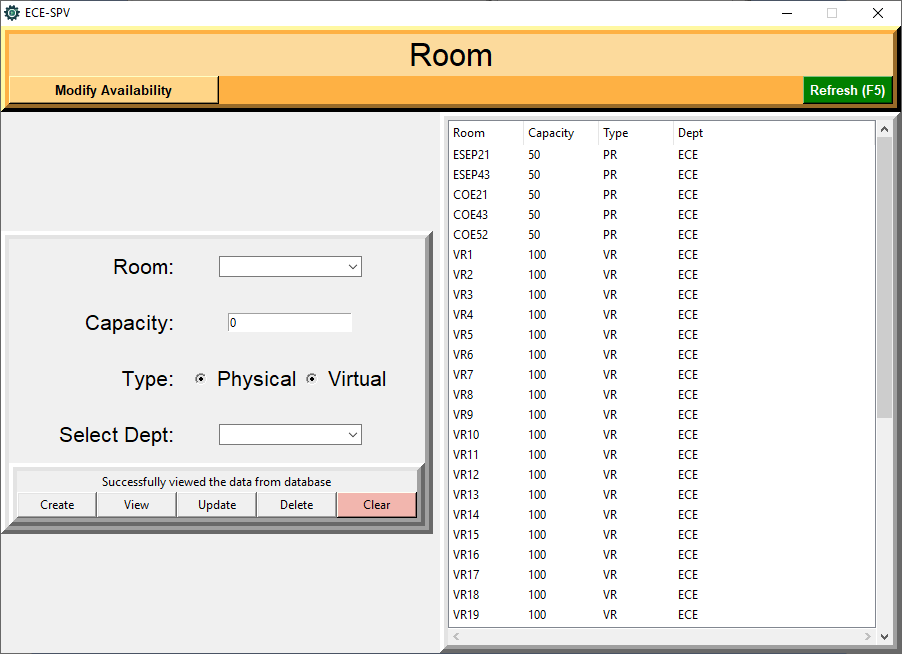 ECE-SPV
Room
Modify Availability
Refresh (F5)
Room:
Capacity:
0
Type: Physical Virtual
Select Dept:
Successfully viewed the data from database
Create View Update Delete Clear
Room Capacity Type Dept
ESEP21 50 PR ECE
ESEP43 50 PR ECE
COE21 50 PR ECE
COE43 50 PR ECE
COE52 50 PR ECE
VR1 100 VR ECE
VR2 100 VR ECE
VR3 100 VR ECE
VR4 100 VR ECE
VR5 100 VR ECE
VR6 100 VR ECE
VR7 100 VR ECE
VR8 100 VR ECE
VR9 100 VR ECE
VR10 100 VR ECE
VR11 100 VR ECE
VR12 100 VR ECE
VR13 100 VR ECE
VR14 100 VR ECE
VR15 100 VR ECE
VR16 100 VR ECE
VR17 100 VR ECE
VR18 100 VR ECE
VR19 100 VR ECE